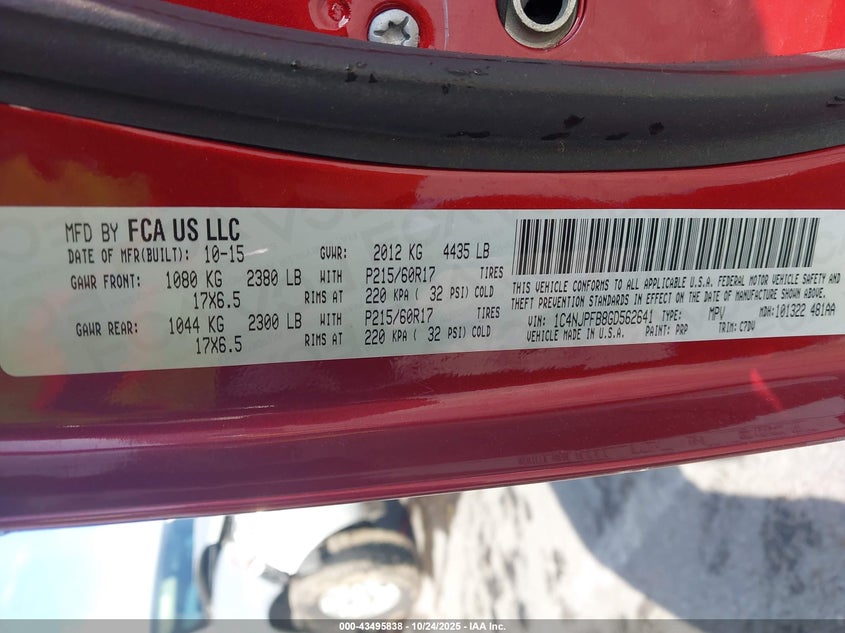 MFD BY FCA US LLC
DATE OF MFR(BUILT): 10-15 GVWR: 2012 KG 4435 LB
GAWR FRONT: 1080 KG 2380 LB WITH P215/60R17 TIRES
17X6.5 RIMS AT 220 KPA ( 32 PSI) COLD
GAWR REAR: 1044 KG 2300 LB WITH P215/60R17 TIRES
17X6.5 RIMS AT 220 KPA ( 32 PSI) COLD
THIS VEHICLE CONFORMS TO ALL APPLICABLE U.S.A. FEDERAL MOTOR VEHICLE SAFETY AND
THEFT PREVENTION STANDARDS IN EFFECT ON THE DATE OF MANUFACTURE SHOWN ABOVE.
VIN: 1C4NJPFB8GD562641 TYPE: MPV MDH:101322 481AA
VEHICLE MADE IN U.S.A. PAINT: PRP TRIM: C7DV
000-43495838 - 10/24/2025 - IAA Inc.